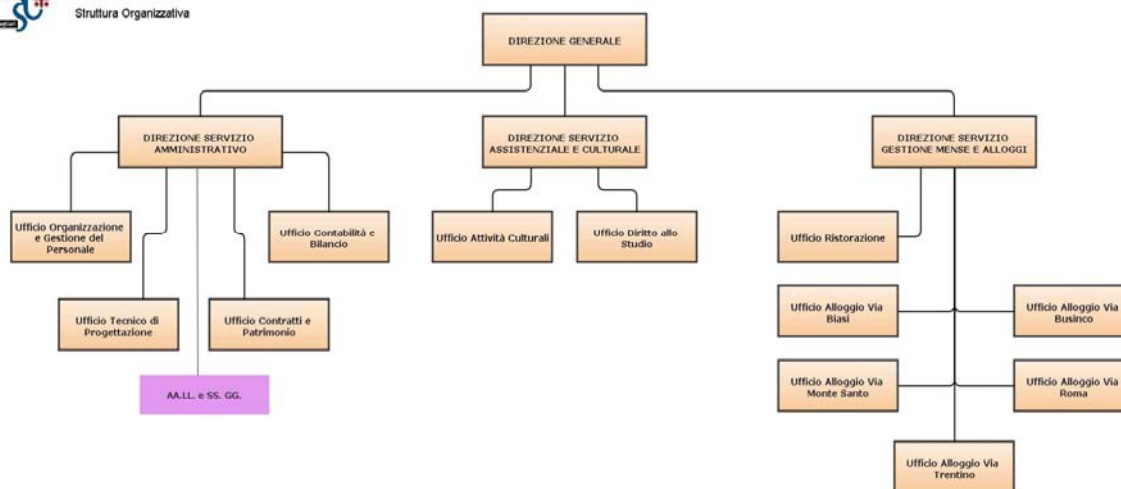 Struttura Organizzativa
DIREZIONE GENERALE
DIREZIONE SERVIZIO
AMMINISTRATIVO
DIREZIONE SERVIZIO
ASSISTENZIALE E CULTURALE
DIREZIONE SERVIZIO
GESTIONE MENSE E ALLOGGI
Ufficio Organizzazione
e Gestione del
Personale
Ufficio Contabilità e
Bilancio
Ufficio Attività Culturali
Ufficio Diritto allo
Studio
Ufficio Ristorazione
Ufficio Tecnico di
Progettazione
Ufficio Contratti e
Patrimonio
Ufficio Alloggio Via
Biasi
Ufficio Alloggio Via
Businco
AA.LL. e SS. GG.
Ufficio Alloggio Via
Monte Santo
Ufficio Alloggio Via
Roma
Ufficio Alloggio Via
Trentino